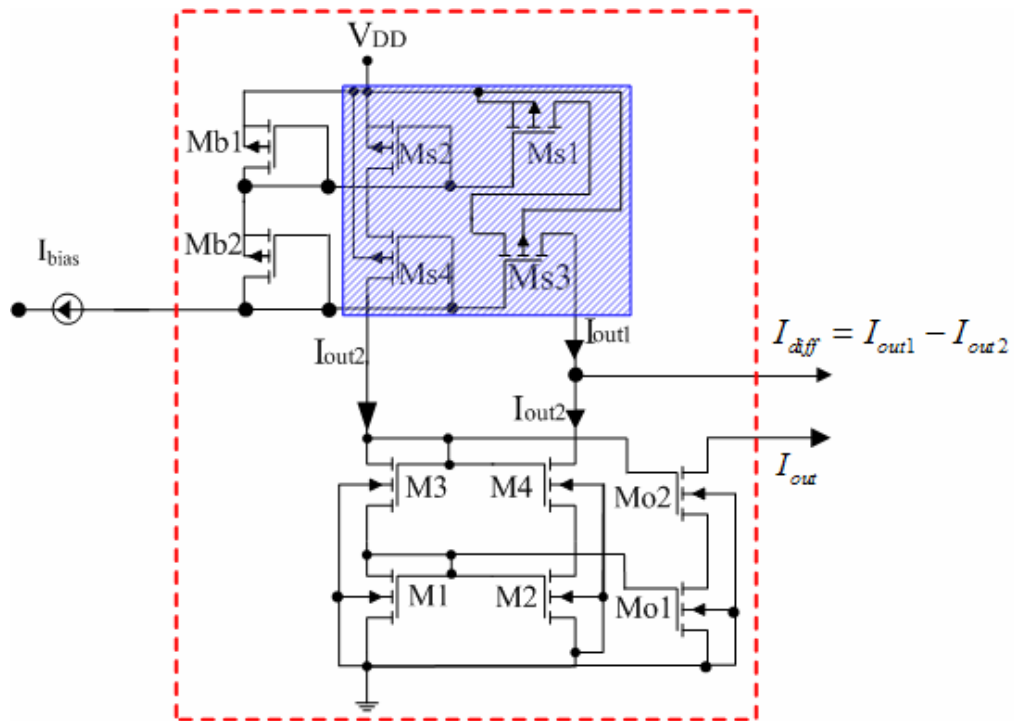 VDD
Mb1
Ms2
Ms1
Mb2
Ms4
Ms3
Ibias
Iout2
Iout1
Idiff = Iout1 − Iout2
Iout2
Iout
M3
M4
Mo2
M1
M2
Mo1